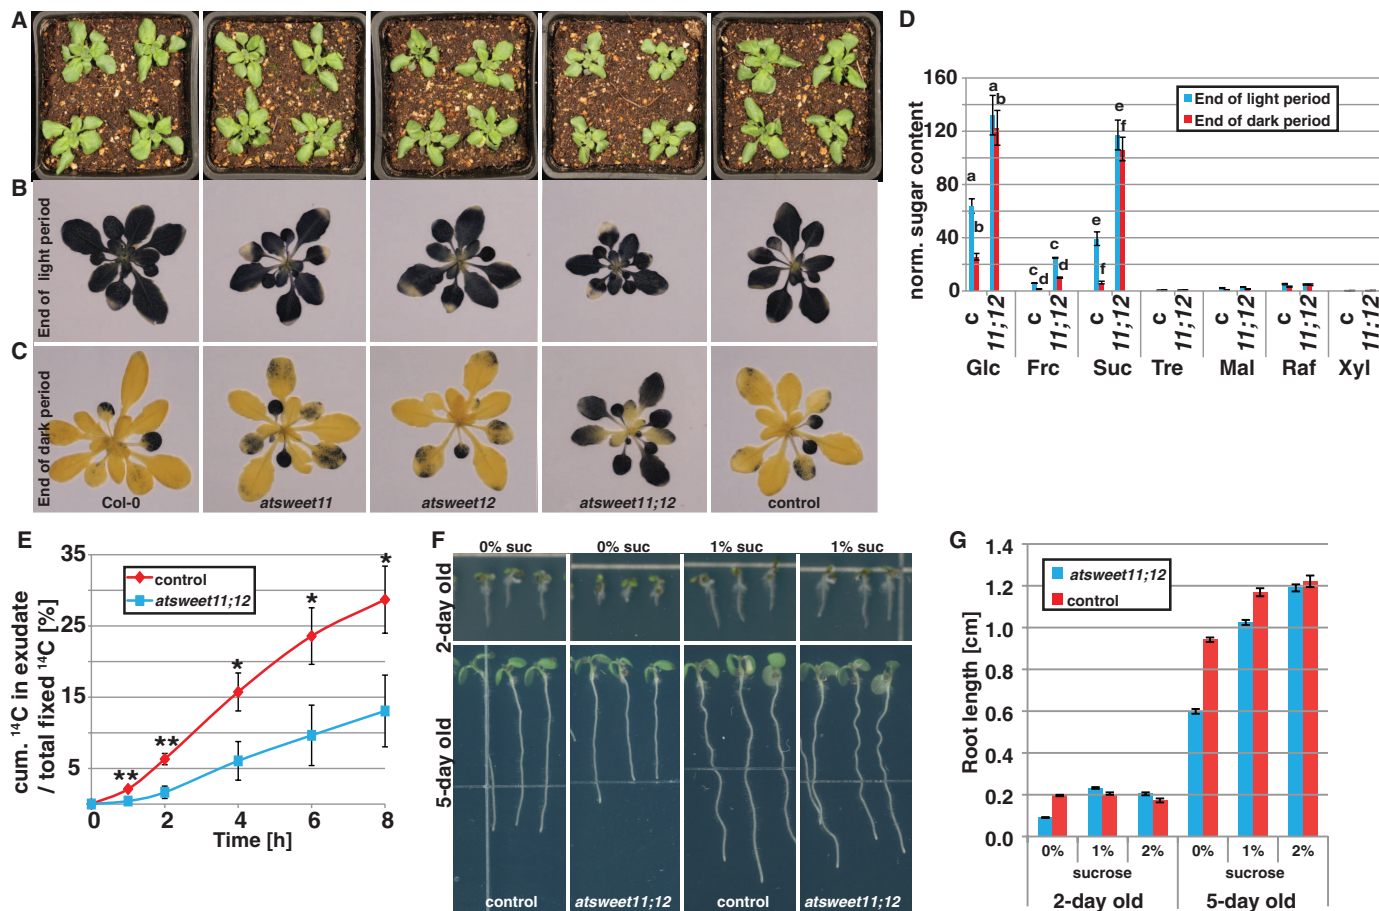 A
B
End of light period
C
End of dark period
Col-0
atsweet11
atsweet12
atsweet11;12
control
D
norm. sugar content
160
120
80
40
0
End of light period
End of dark period
a
b
a
b
c
d
c
d
e
f
e
f
c 11;12 c 11;12 c 11;12 c 11;12 c 11;12 c 11;12 c 11;12
Glc Frc Suc Tre Mal Raf Xyl
E
cum. ¹⁴C in exudate
/ total fixed ¹⁴C [%]
35
25
15
5
control
atsweet11;12
**
**
*
*
*
0 2 4 6 8
Time [h]
F
0% suc 0% suc 1% suc 1% suc
2-day old
5-day old
control atsweet11;12 control atsweet11;12
G
Root length [cm]
1.4
1.2
1.0
0.8
0.6
0.4
0.2
0.0
atsweet11;12
control
0% 1% 2% 0% 1% 2%
sucrose sucrose
2-day old 5-day old